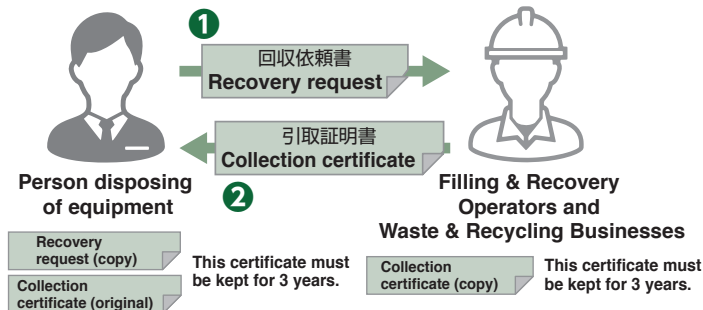 1
回収依頼書
Recovery request
引取証明書
Collection certificate
2
Person disposing
of equipment
Filling & Recovery
Operators and
Waste & Recycling Businesses
Recovery
request (copy)
Collection
certificate (original)
This certificate must
be kept for 3 years.
Collection
certificate (copy)
This certificate must
be kept for 3 years.